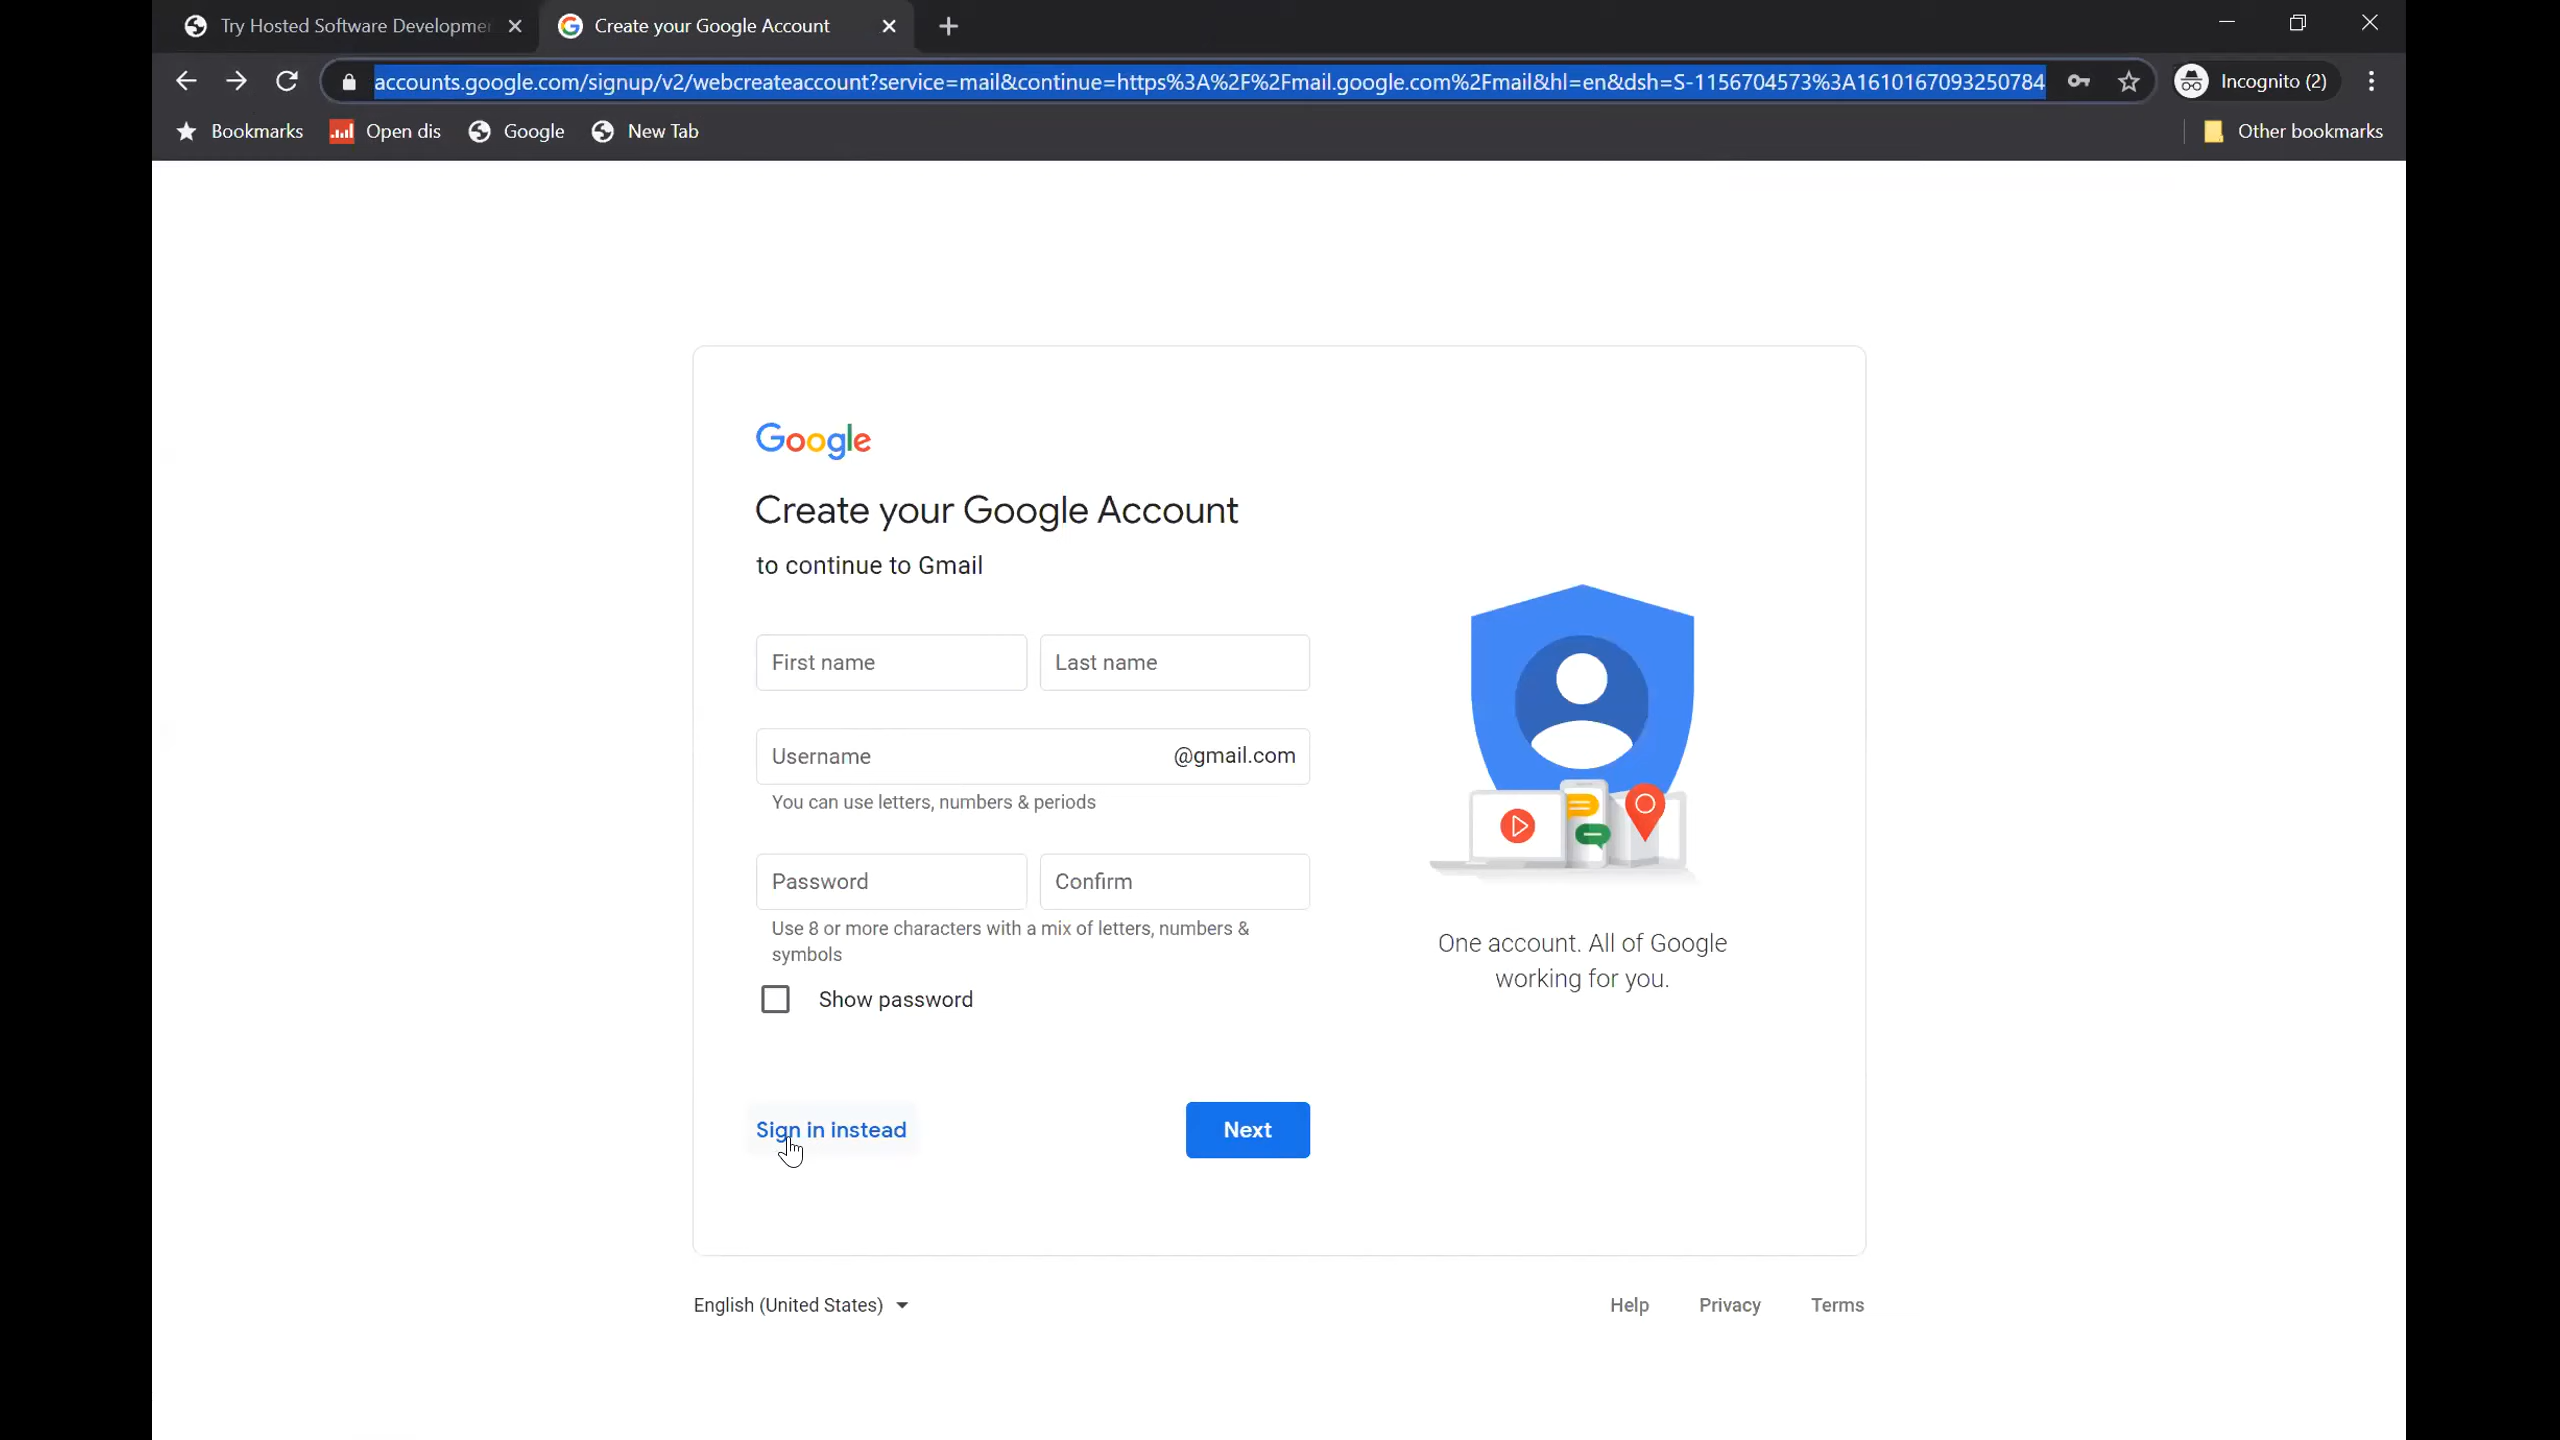 Try Hosted Software Developme
Create your Google Account
accounts.google.com/signup/v2/webcreateaccount?service=mail&continue=https%3A%2F%2Fmail.google.com%2Fmail&hl=en&dsh=S-1156704573%3A1610167093250784
Incognito (2)
Bookmarks
Open dis
Google
New Tab
Other bookmarks
Google
Create your Google Account
to continue to Gmail
First name
Last name
Username
@gmail.com
You can use letters, numbers & periods
Password
Confirm
Use 8 or more characters with a mix of letters, numbers &
symbols
Show password
One account. All of Google
working for you.
Sign in instead
Next
English (United States)
Help
Privacy
Terms